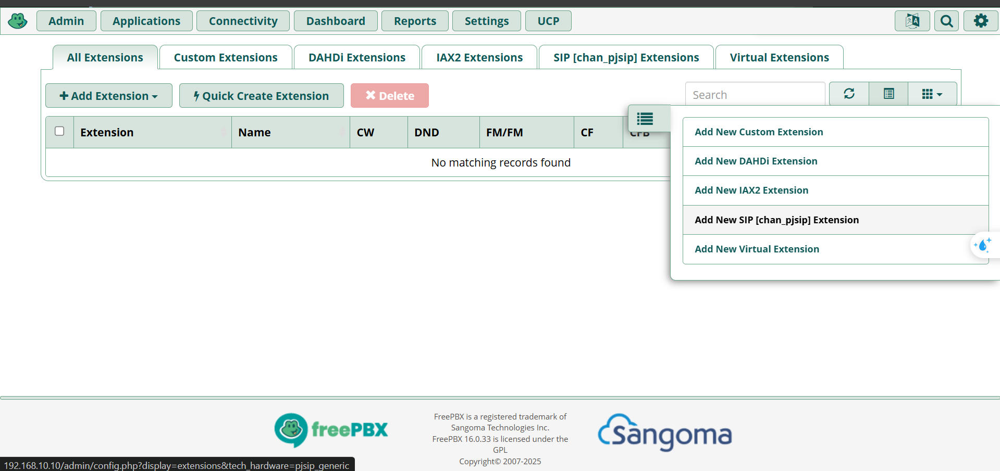 Admin
Applications
Connectivity
Dashboard
Reports
Settings
UCP
All Extensions
Custom Extensions
DAHDi Extensions
IAX2 Extensions
SIP [chan_pjsip] Extensions
Virtual Extensions
Add Extension
Quick Create Extension
Delete
Search
Extension
Name
CW
DND
FM/FM
CF
CFB
No matching records found
Add New Custom Extension
Add New DAHDi Extension
Add New IAX2 Extension
Add New SIP [chan_pjsip] Extension
Add New Virtual Extension
freePBX
FreePBX is a registered trademark of
Sangoma Technologies Inc.
FreePBX 16.0.33 is licensed under the
GPL
Copyright© 2007-2025
Sangoma
192.168.10.10/admin/config.php?display=extensions&tech_hardware=pjsip_generic